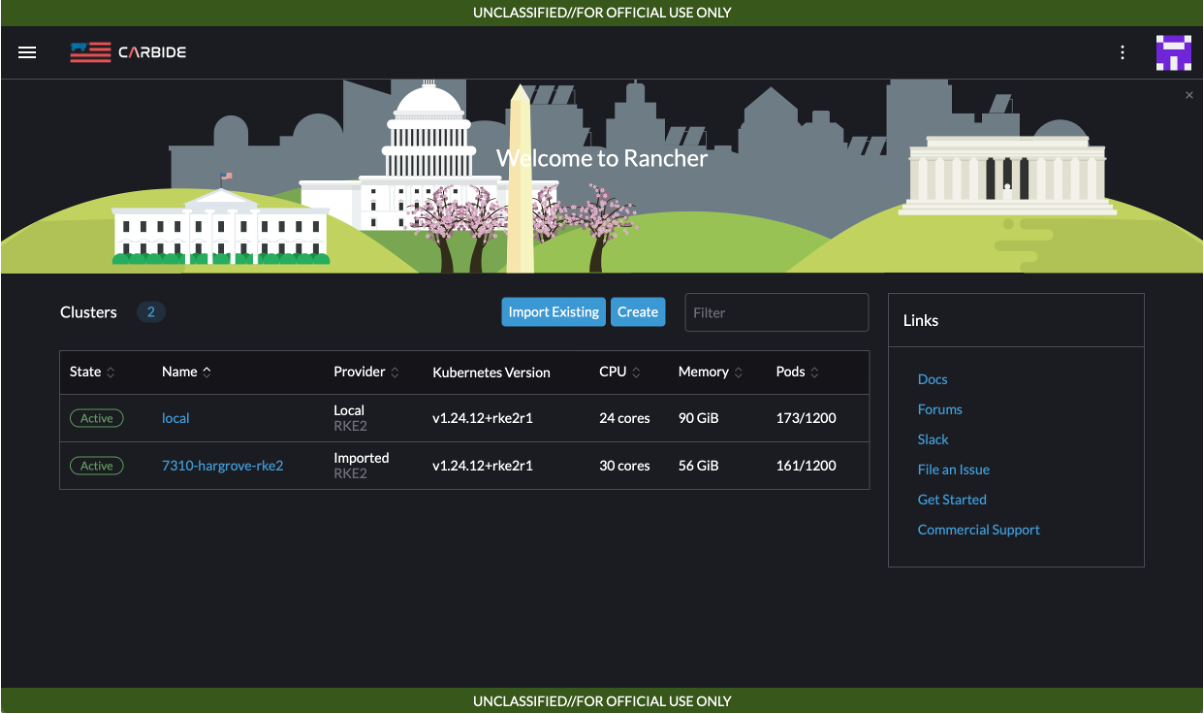 UNCLASSIFIED//FOR OFFICIAL USE ONLY
CARBIDE
Welcome to Rancher
Clusters 2 Import Existing Create Filter
State Name Provider Kubernetes Version CPU Memory Pods
Active local Local RKE2 v1.24.12+rke2r1 24 cores 90 GiB 173/1200
Active 7310-hargrove-rke2 Imported RKE2 v1.24.12+rke2r1 30 cores 56 GiB 161/1200
Links
Docs
Forums
Slack
File an Issue
Get Started
Commercial Support
UNCLASSIFIED//FOR OFFICIAL USE ONLY